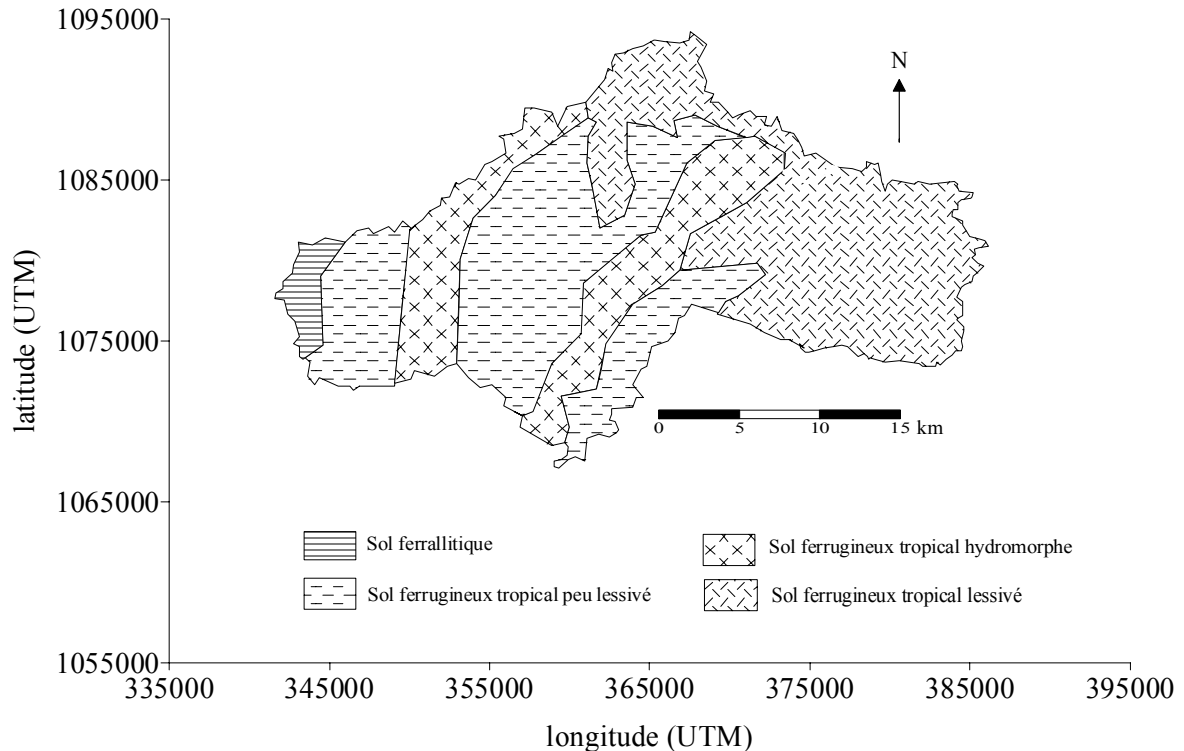 1095000
N
1085000
latitude (UTM)
1075000
0 5 10 15 km
1065000
Sol ferrallitique
Sol ferrugineux tropical hydromorphe
Sol ferrugineux tropical peu lessivé
Sol ferrugineux tropical lessivé
1055000
335000 345000 355000 365000 375000 385000 395000
longitude (UTM)